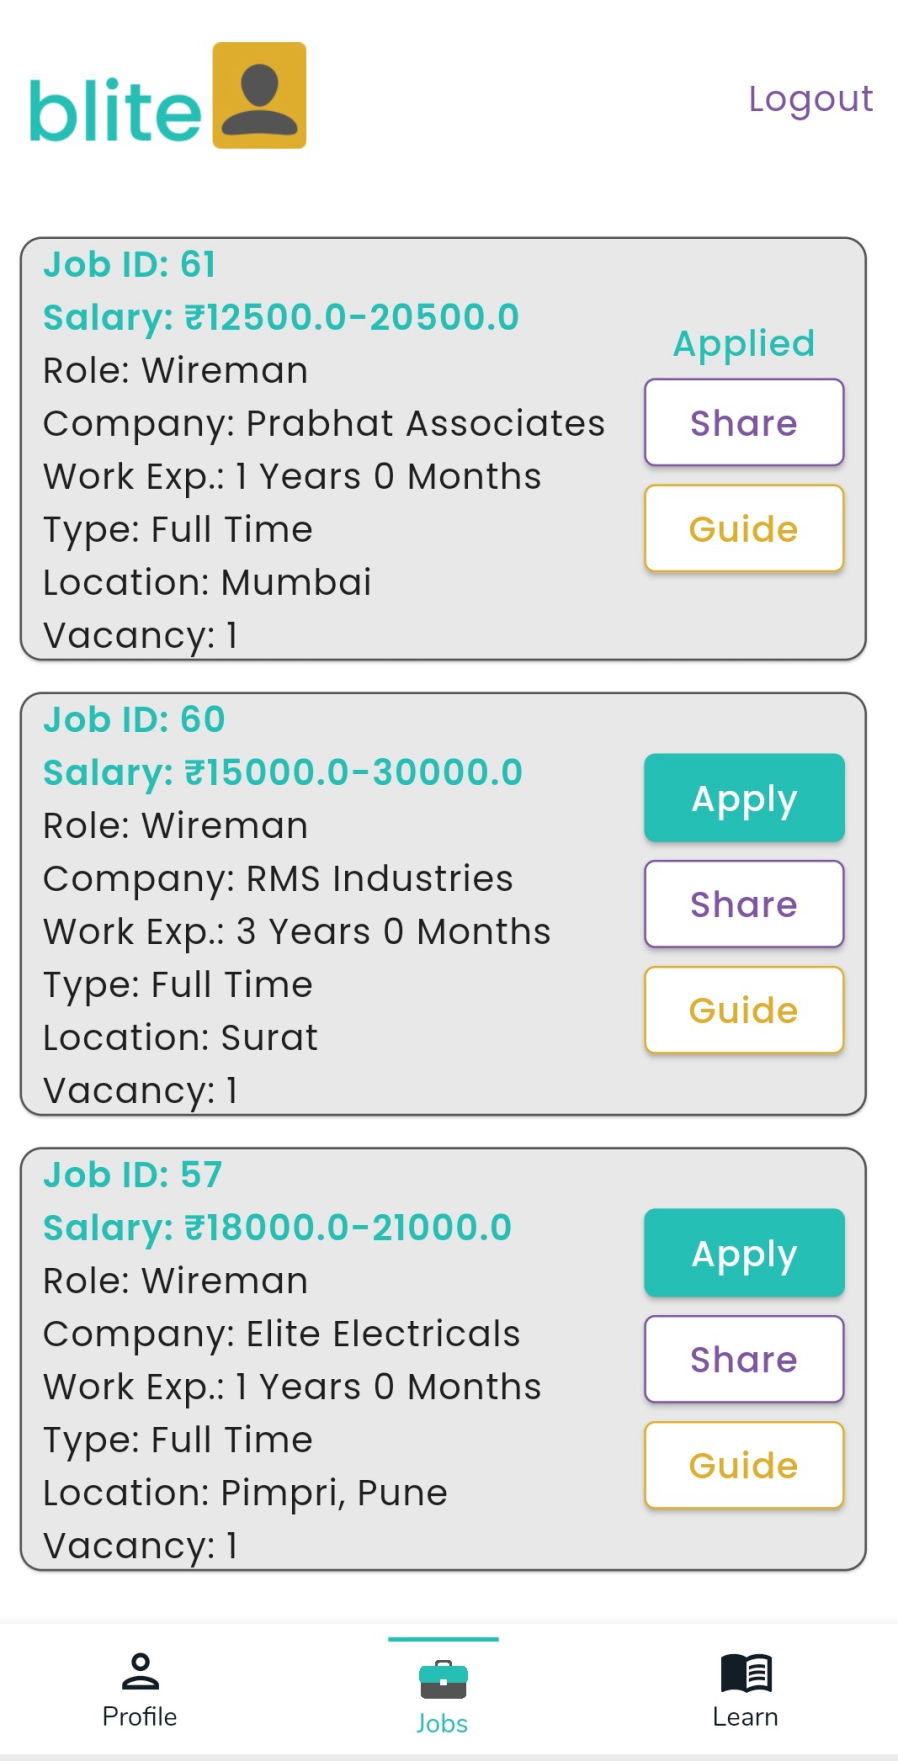 blite
Logout
Job ID: 61
Salary: ₹12500.0-20500.0
Role: Wireman
Company: Prabhat Associates
Work Exp.: 1 Years 0 Months
Type: Full Time
Location: Mumbai
Vacancy: 1
Applied
Share
Guide
Job ID: 60
Salary: ₹15000.0-30000.0
Role: Wireman
Company: RMS Industries
Work Exp.: 3 Years 0 Months
Type: Full Time
Location: Surat
Vacancy: 1
Apply
Share
Guide
Job ID: 57
Salary: ₹18000.0-21000.0
Role: Wireman
Company: Elite Electricals
Work Exp.: 1 Years 0 Months
Type: Full Time
Location: Pimpri, Pune
Vacancy: 1
Apply
Share
Guide
Profile
Jobs
Learn